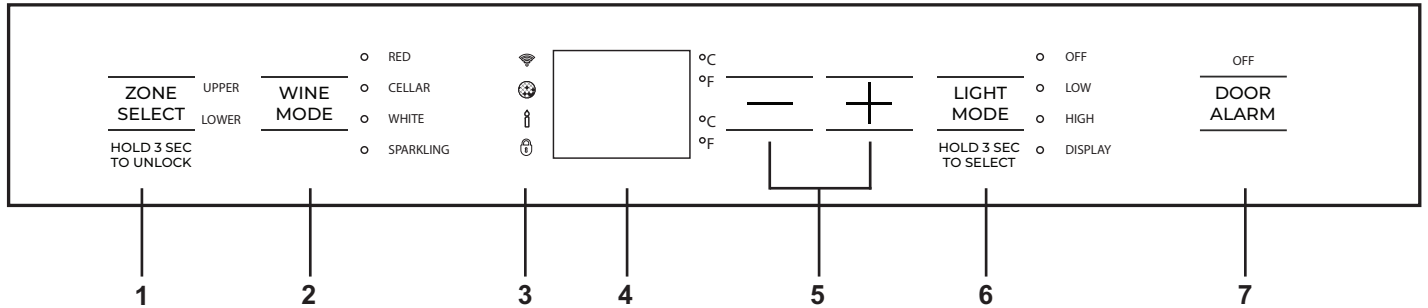 ZONE
SELECT
HOLD 3 SEC
TO UNLOCK
UPPER
LOWER
WINE
MODE
RED
CELLAR
WHITE
SPARKLING
°C
°F
°C
°F
LIGHT
MODE
HOLD 3 SEC
TO SELECT
OFF
LOW
HIGH
DISPLAY
OFF
DOOR
ALARM
1 2 3 4 5 6 7